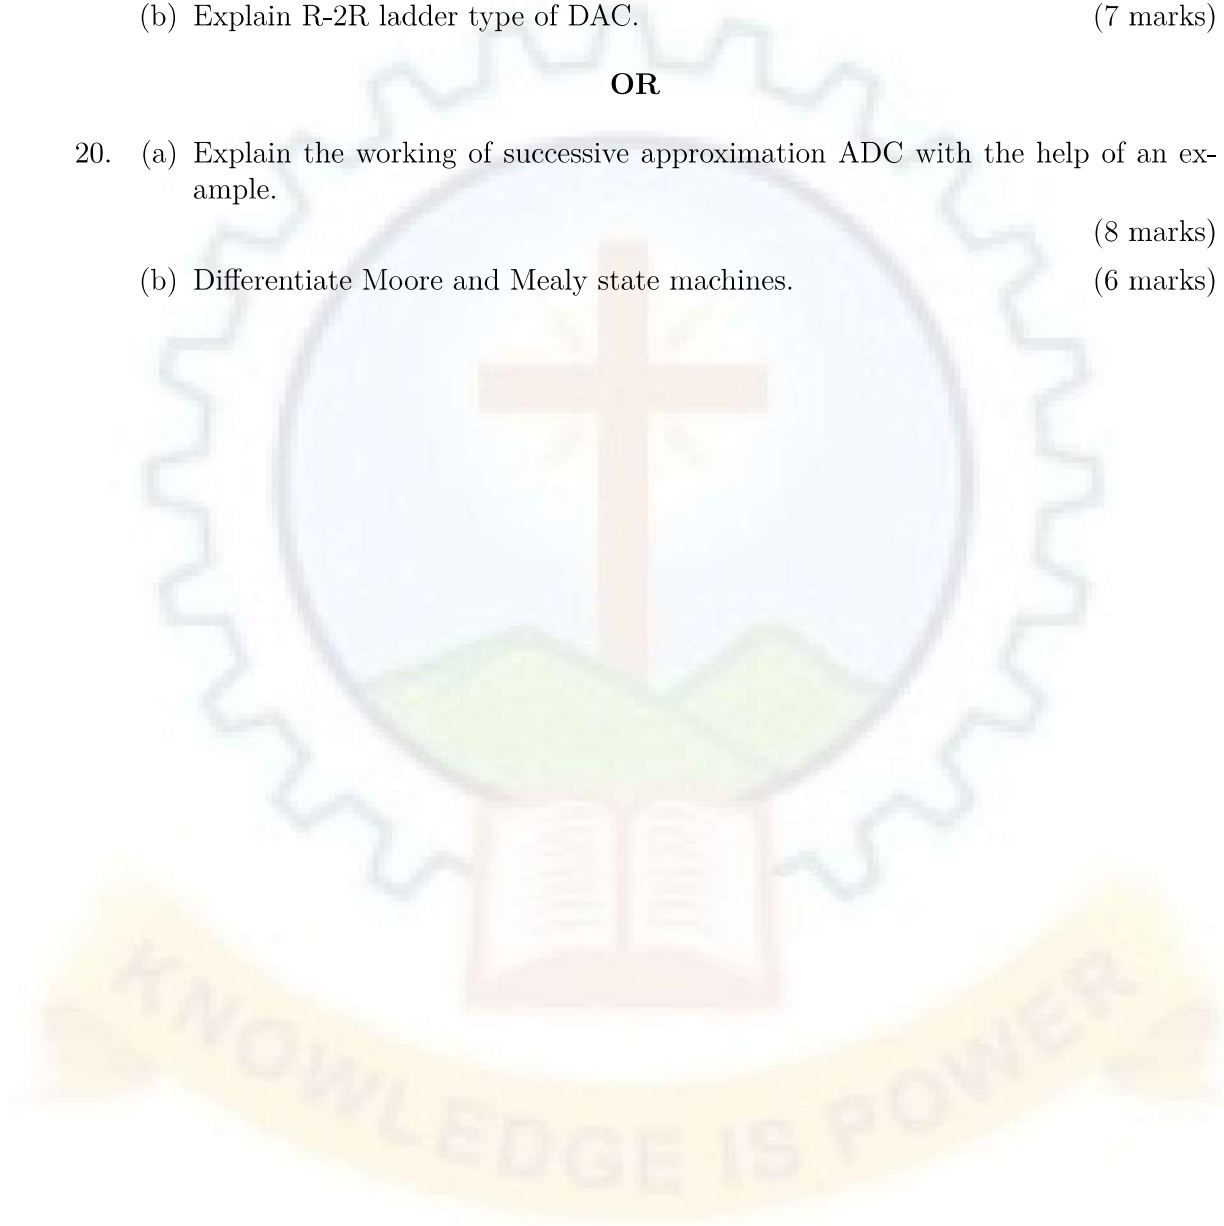 (b) Explain R-2R ladder type of DAC. (7 marks)
OR
20. (a) Explain the working of successive approximation ADC with the help of an ex-
ample.
(8 marks)
(b) Differentiate Moore and Mealy state machines. (6 marks)
KNOWLEDGE IS POWER